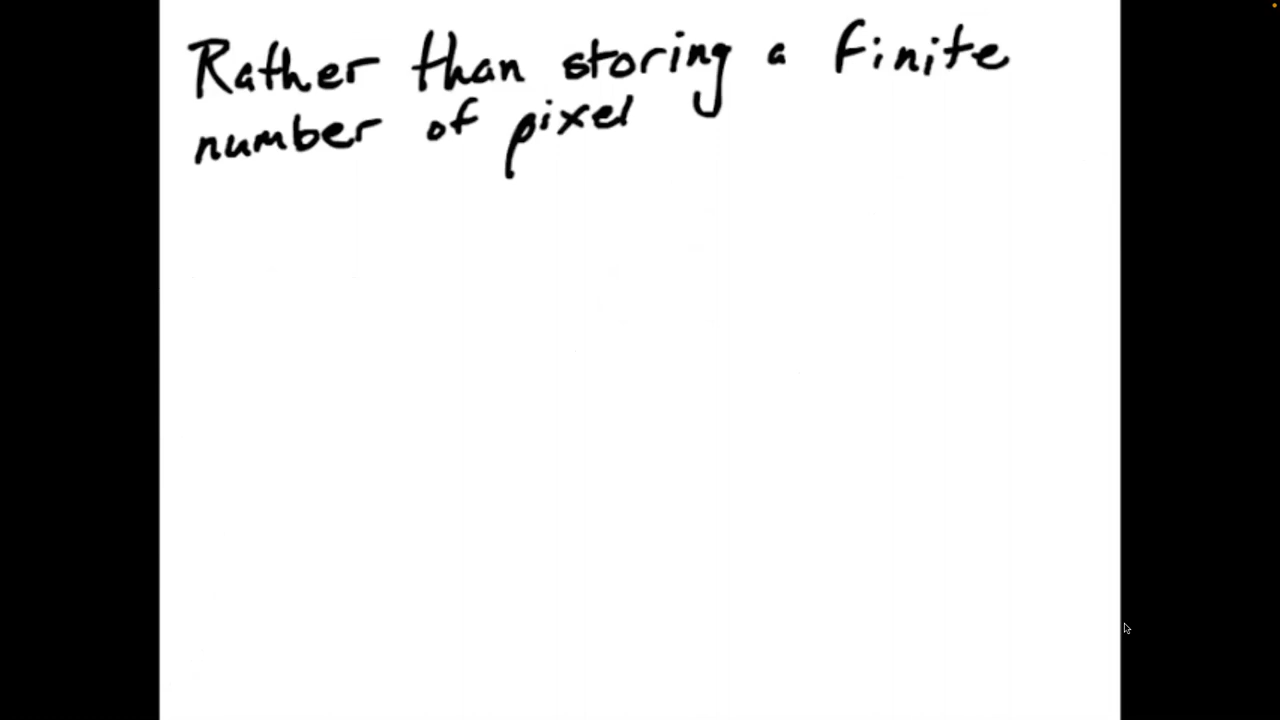 Rather than storing a finite
number of pixel